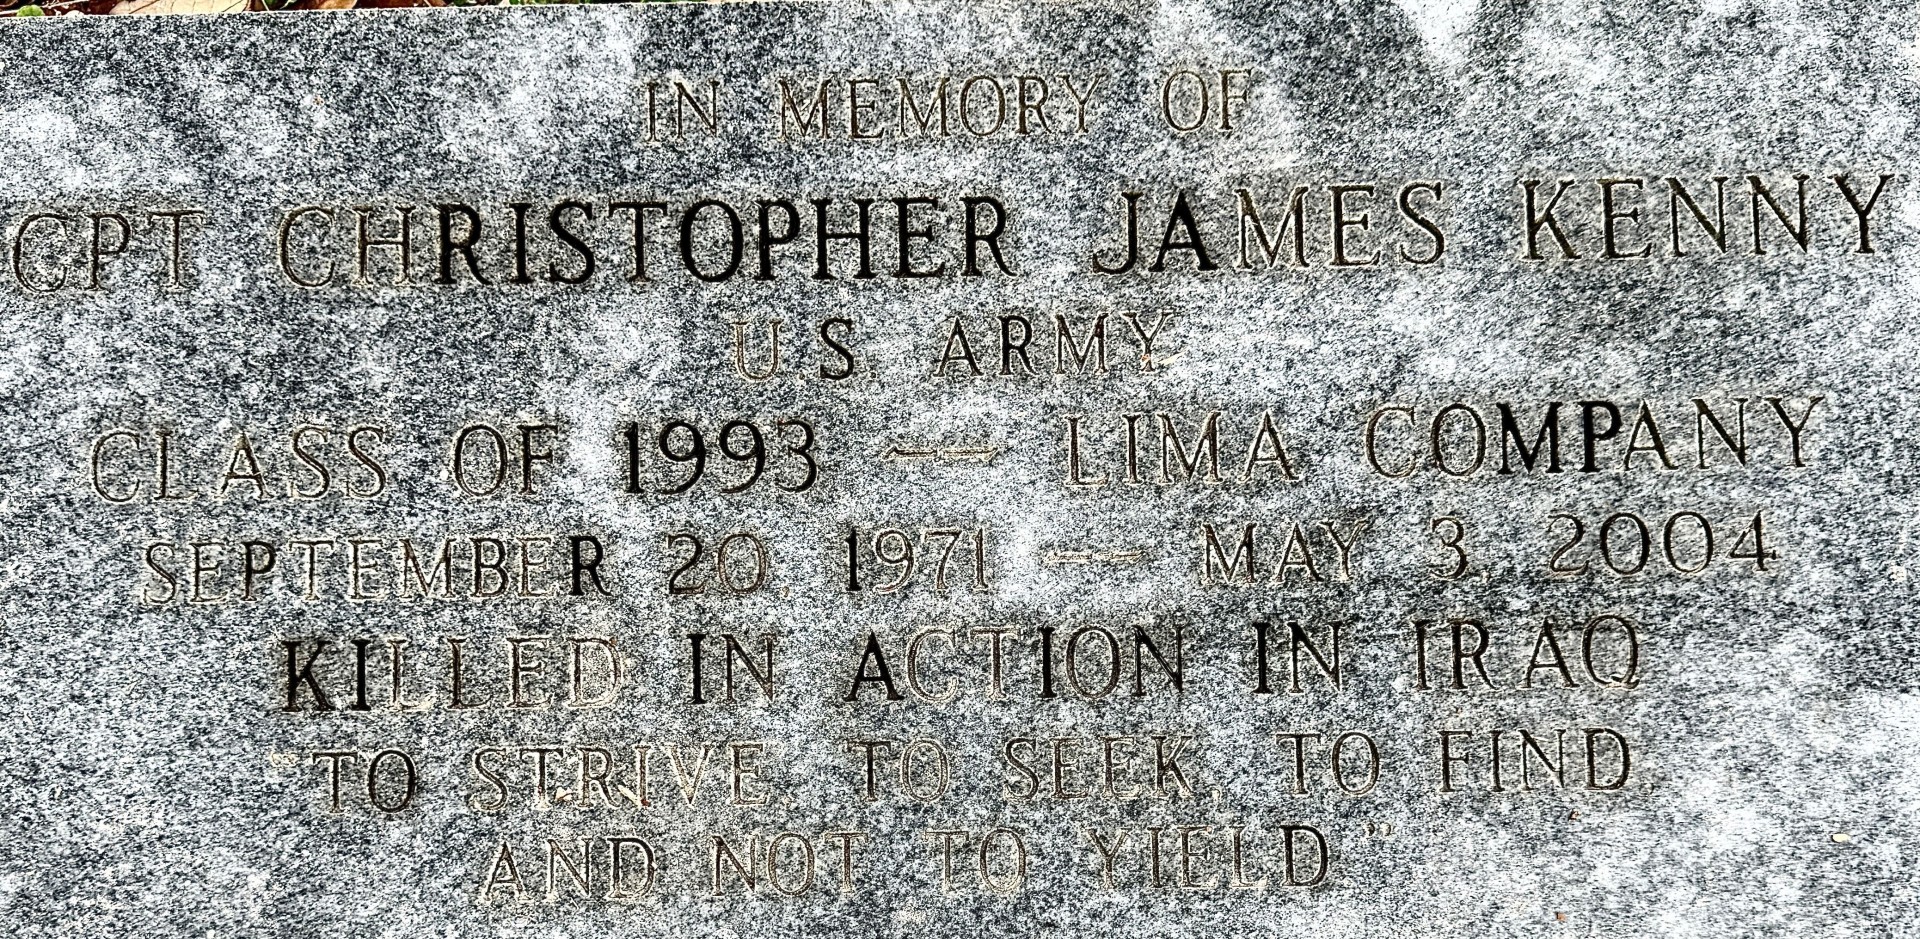 IN MEMORY OF
CPT CHRISTOPHER JAMES KENNY
U.S. ARMY
CLASS OF 1993 — LIMA COMPANY
SEPTEMBER 20, 1971 — MAY 3, 2004
KILLED IN ACTION IN IRAQ
"TO STRIVE, TO SEEK, TO FIND,
AND NOT TO YIELD"